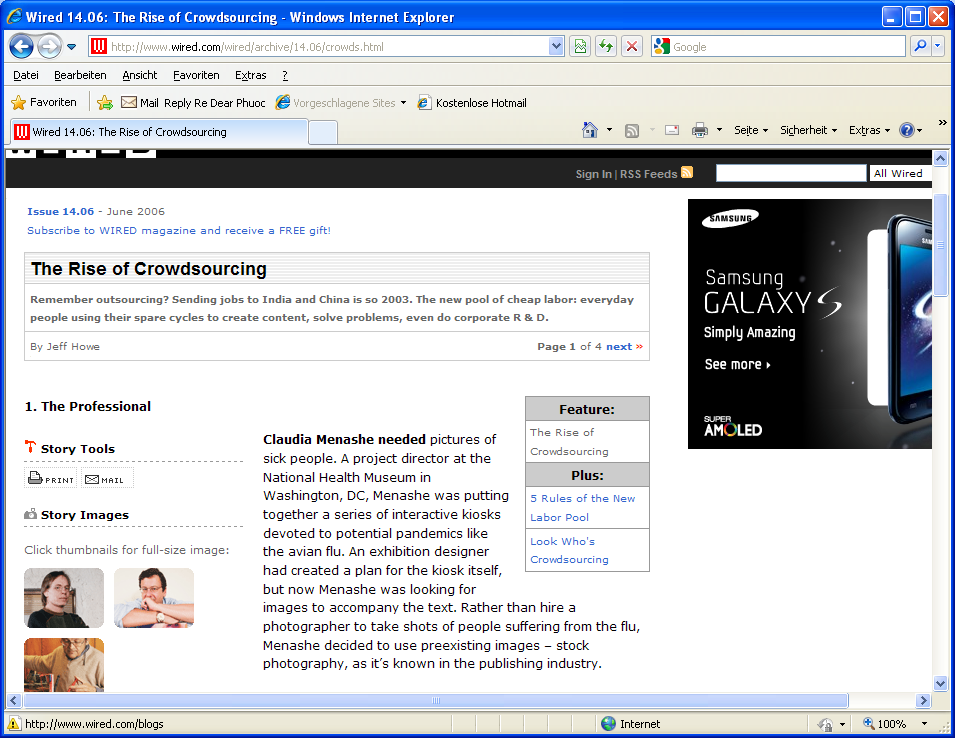 Wired 14.06: The Rise of Crowdsourcing - Windows Internet Explorer
http://www.wired.com/wired/archive/14.06/crowds.html
Google
Datei Bearbeiten Ansicht Favoriten Extras ?
Favoriten Mail Reply Re Dear Phuoc Vorgeschlagene Sites Kostenlose Hotmail
Wired 14.06: The Rise of Crowdsourcing
Seite Sicherheit Extras
Sign In | RSS Feeds All Wired
Issue 14.06 - June 2006
Subscribe to WIRED magazine and receive a FREE gift!
The Rise of Crowdsourcing
Remember outsourcing? Sending jobs to India and China is so 2003. The new pool of cheap labor: everyday
people using their spare cycles to create content, solve problems, even do corporate R & D.
By Jeff Howe Page 1 of 4 next »
SAMSUNG
Samsung
GALAXY S
Simply Amazing
See more
SUPER
AMOLED
1. The Professional
Story Tools
PRINT MAIL
Story Images
Click thumbnails for full-size image:
Claudia Menashe needed pictures of
sick people. A project director at the
National Health Museum in
Washington, DC, Menashe was putting
together a series of interactive kiosks
devoted to potential pandemics like
the avian flu. An exhibition designer
had created a plan for the kiosk itself,
but now Menashe was looking for
images to accompany the text. Rather than hire a
photographer to take shots of people suffering from the flu,
Menashe decided to use preexisting images – stock
photography, as it's known in the publishing industry.
Feature:
The Rise of
Crowdsourcing
Plus:
5 Rules of the New
Labor Pool
Look Who's
Crowdsourcing
http://www.wired.com/blogs Internet 100%